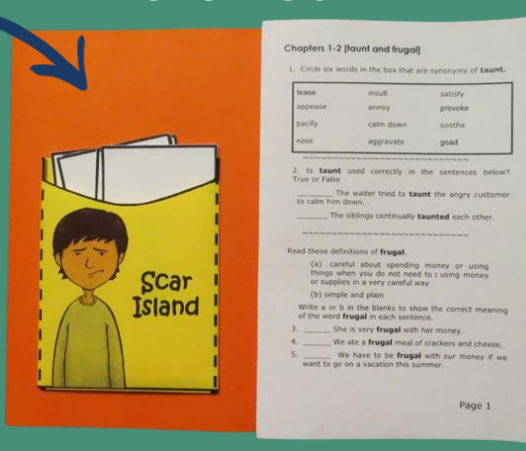 Scar
Island
Chapters 1-2 [taunt and frugal]
1. Circle six words in the box that are synonyms of taunt.
tease insult satisfy
appease annoy provoke
pacify calm down soothe
ease aggravate goad
2. Is taunt used correctly in the sentences below?
True or False
______ The waiter tried to taunt the angry customer
to calm him down.
______ The siblings continually taunted each other.
Read these definitions of frugal.
(a) careful about spending money or using
things when you do not need to : using money
or supplies in a very careful way
(b) simple and plain
Write a or b in the blanks to show the correct meaning
of the word frugal in each sentence.
3. ______ She is very frugal with her money.
4. ______ We ate a frugal meal of crackers and cheese.
5. ______ We have to be frugal with our money if we
want to go on a vacation this summer.
Page 1